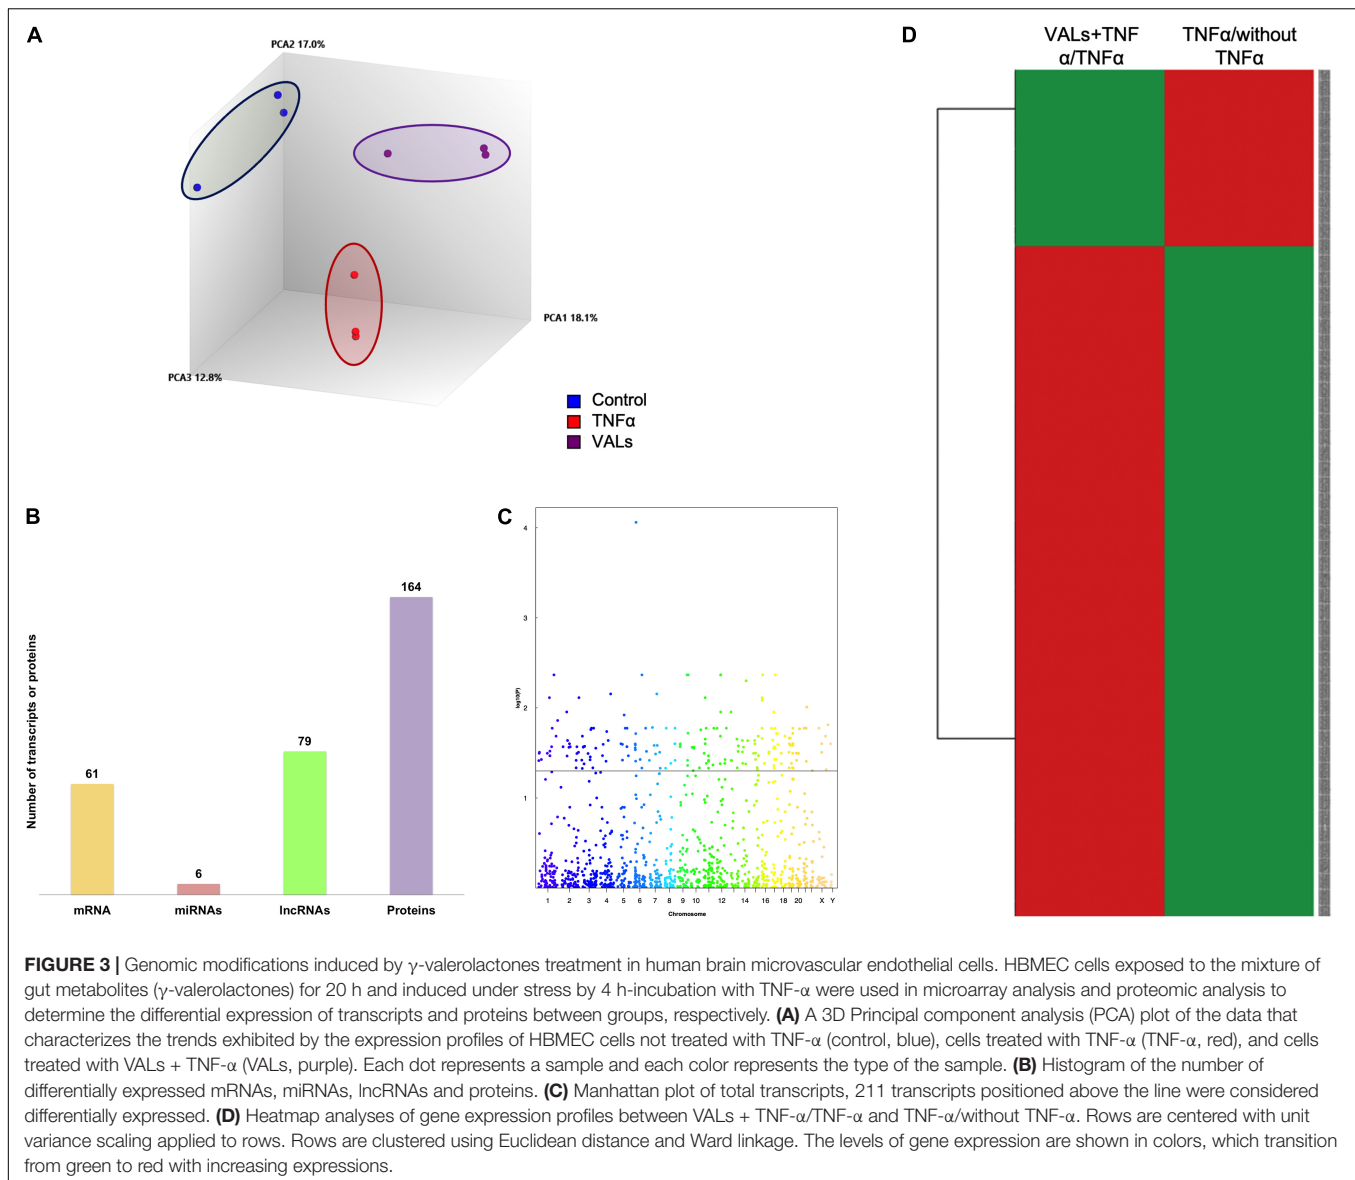 A
PCA2 17.0%
PCA1 18.1%
PCA3 12.8%
Control
TNFα
VALs
D
VALs+TNF
α/TNFα
TNFα/without
TNFα
B
Number of transcripts or proteins
61
6
79
164
mRNA
miRNAs
lncRNAs
Proteins
C
log10(P)
4
3
2
1
1 2 3 4 5 6 7 8 9 10 12 14 16 18 20 X Y
Chromosome
FIGURE 3 | Genomic modifications induced by γ-valerolactones treatment in human brain microvascular endothelial cells. HBMEC cells exposed to the mixture of
gut metabolites (γ-valerolactones) for 20 h and induced under stress by 4 h-incubation with TNF-α were used in microarray analysis and proteomic analysis to
determine the differential expression of transcripts and proteins between groups, respectively. (A) A 3D Principal component analysis (PCA) plot of the data that
characterizes the trends exhibited by the expression profiles of HBMEC cells not treated with TNF-α (control, blue), cells treated with TNF-α (TNF-α, red), and cells
treated with VALs + TNF-α (VALs, purple). Each dot represents a sample and each color represents the type of the sample. (B) Histogram of the number of
differentially expressed mRNAs, miRNAs, lncRNAs and proteins. (C) Manhattan plot of total transcripts, 211 transcripts positioned above the line were considered
differentially expressed. (D) Heatmap analyses of gene expression profiles between VALs + TNF-α/TNF-α and TNF-α/without TNF-α. Rows are centered with unit
variance scaling applied to rows. Rows are clustered using Euclidean distance and Ward linkage. The levels of gene expression are shown in colors, which transition
from green to red with increasing expressions.